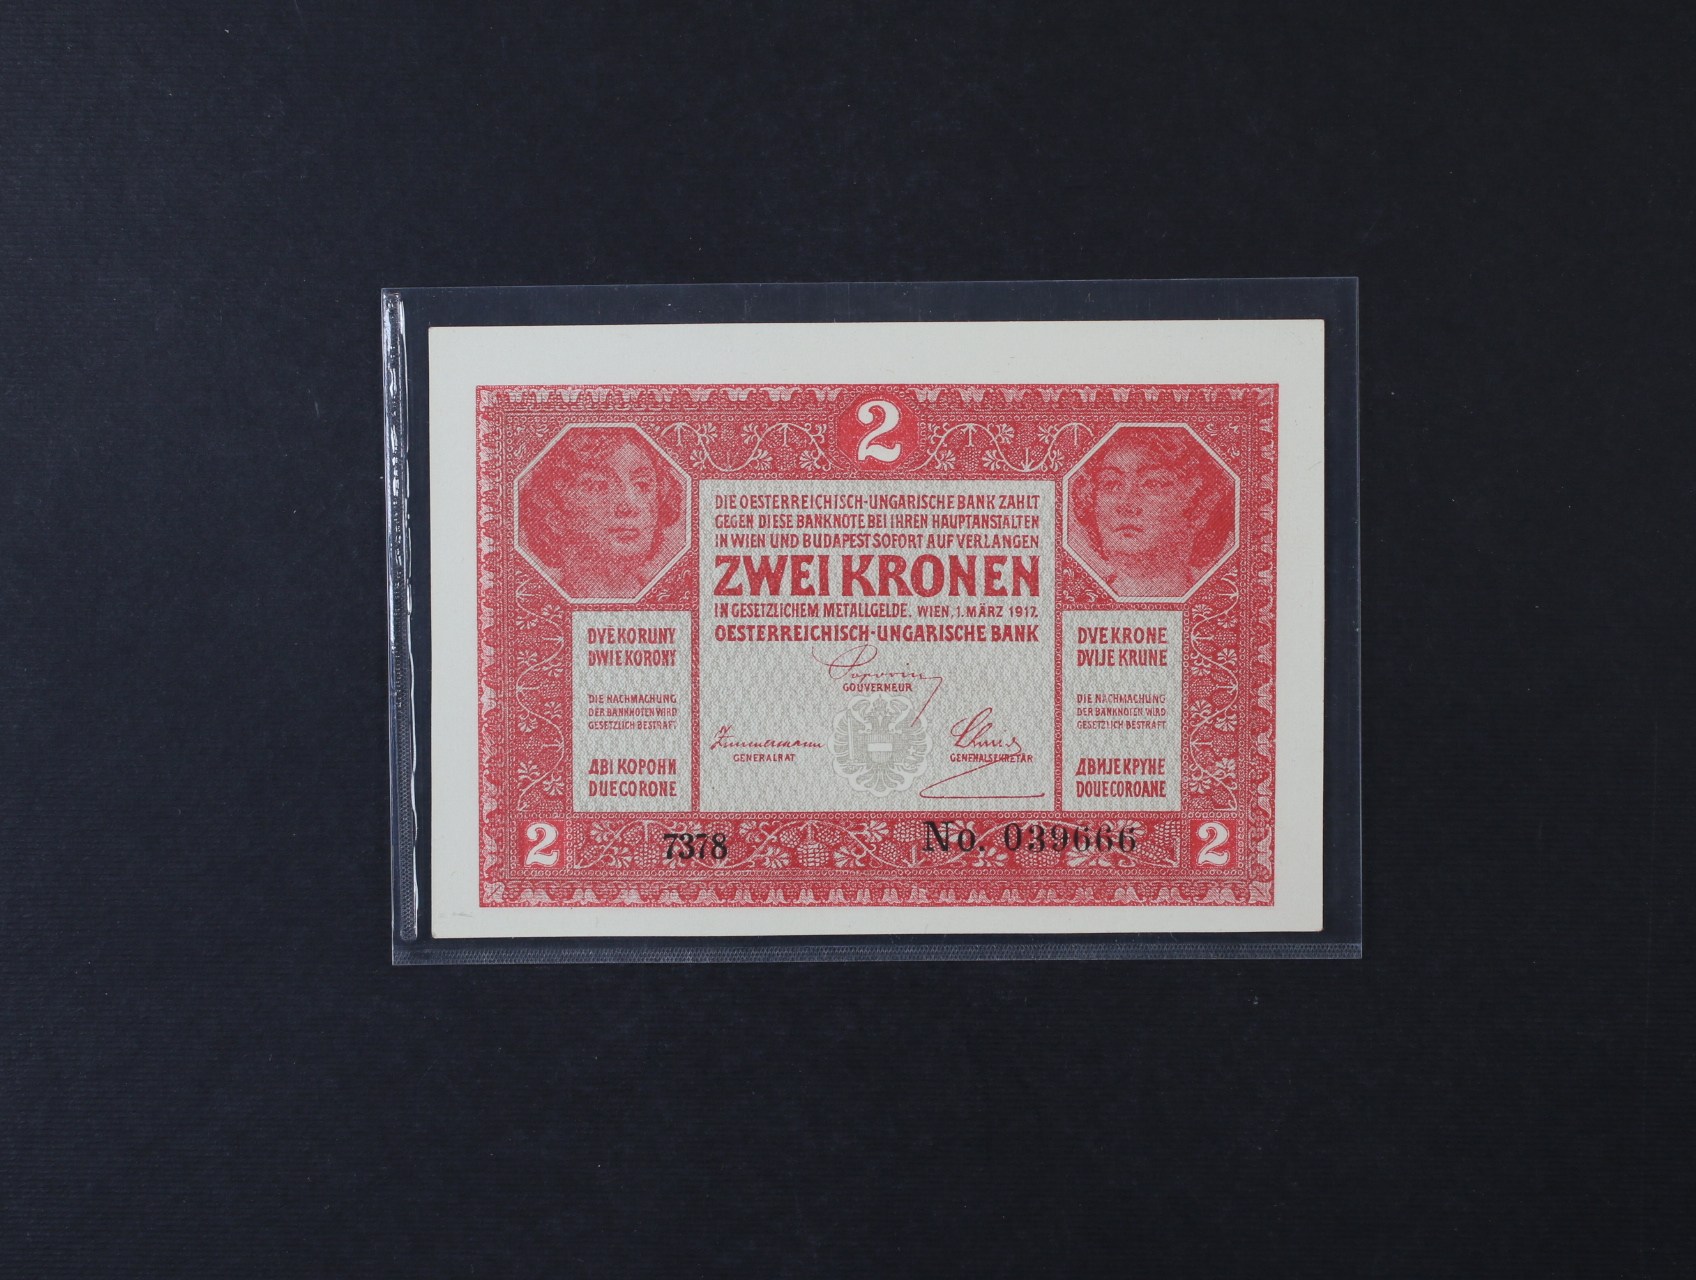 2
DIE OESTERREICHISCH-UNGARISCHE BANK ZAHLT
GEGEN DIESE BANKNOTE BEI IHREN HAUPTANSTALTEN
IN WIEN UND BUDAPEST SOFORT AUF VERLANGEN
ZWEI KRONEN
IN GESETZLICHEM METALLGELDE. WIEN, 1. MÄRZ 1917.
OESTERREICHISCH-UNGARISCHE BANK
Popovics
GOUVERNEUR
Zimmermann
GENERALRAT
GENERALSEKRETÄR
DVĚ KORUNY
DWIE KORONY
DIE NACHMACHUNG
DER BANKNOTEN WIRD
GESETZLICH BESTRAFT
ДВІ КОРОНИ
DUE CORONE
DVE KRONE
DVIJE KRUNE
DIE NACHMACHUNG
DER BANKNOTEN WIRD
GESETZLICH BESTRAFT
ДВИЈЕ КРУНЕ
DOUE COROANE
2
7378
No. 039666
2